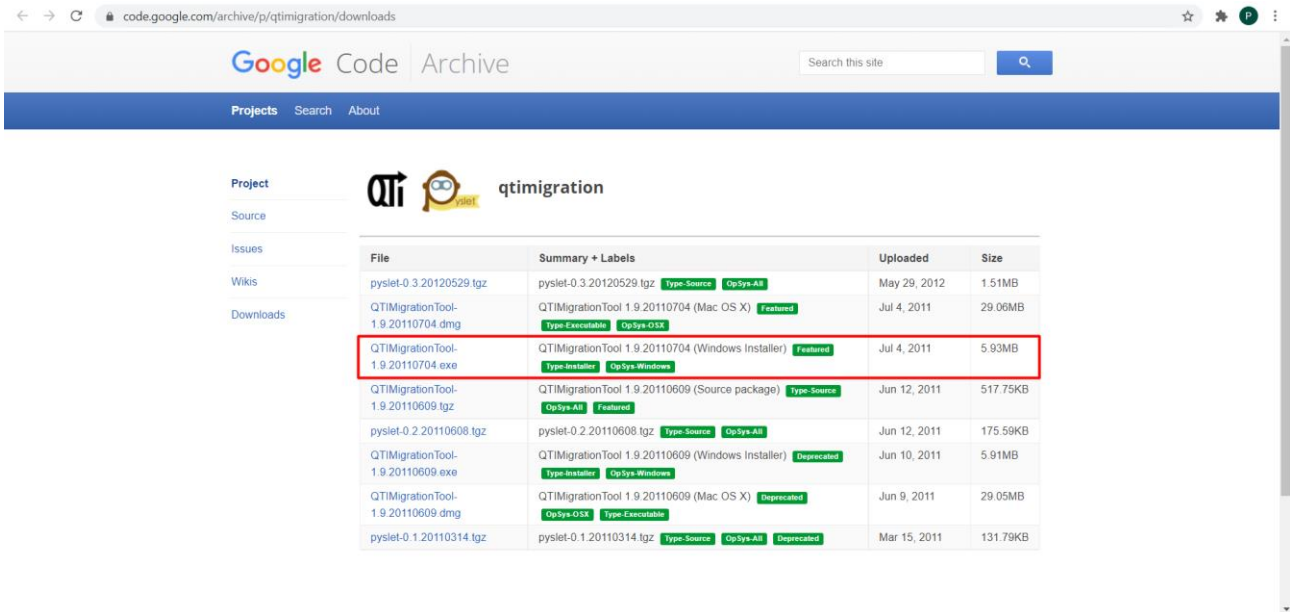 code.google.com/archive/p/qtimigration/downloads
P
Google Code Archive
Search this site
Projects Search About
Project
Source
Issues
Wikis
Downloads
QTI pyslet qtimigration
File Summary + Labels Uploaded Size
pyslet-0.3.20120529.tgz pyslet-0.3.20120529.tgz Type-Source OpSys-All May 29, 2012 1.51MB
QTIMigrationTool- QTIMigrationTool 1.9.20110704 (Mac OS X) Featured Jul 4, 2011 29.06MB
1.9.20110704.dmg Type-Executable OpSys-OSX
QTIMigrationTool- QTIMigrationTool 1.9.20110704 (Windows Installer) Featured Jul 4, 2011 5.93MB
1.9.20110704.exe Type-Installer OpSys-Windows
QTIMigrationTool- QTIMigrationTool 1.9.20110609 (Source package) Type-Source Jun 12, 2011 517.75KB
1.9.20110609.tgz OpSys-All Featured
pyslet-0.2.20110608.tgz pyslet-0.2.20110608.tgz Type-Source OpSys-All Jun 12, 2011 175.59KB
QTIMigrationTool- QTIMigrationTool 1.9.20110609 (Windows Installer) Deprecated Jun 10, 2011 5.91MB
1.9.20110609.exe Type-Installer OpSys-Windows
QTIMigrationTool- QTIMigrationTool 1.9.20110609 (Mac OS X) Deprecated Jun 9, 2011 29.05MB
1.9.20110609.dmg OpSys-OSX Type-Executable
pyslet-0.1.20110314.tgz pyslet-0.1.20110314.tgz Type-Source OpSys-All Deprecated Mar 15, 2011 131.79KB